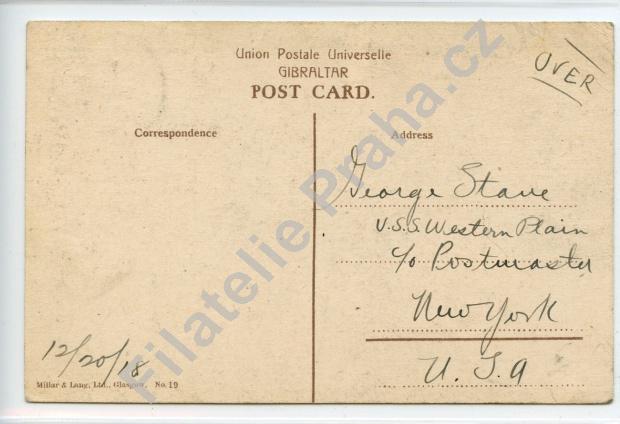 Union Postale Universelle
GIBRALTAR
POST CARD.
OVER
Correspondence
Address
George Stave
U.S.S. Western Plain
c/o Postmaster
New York
U.S.A
12/20/18
Millar & Lang, Ltd., Glasgow, No. 19
Filatelie Praha.cz